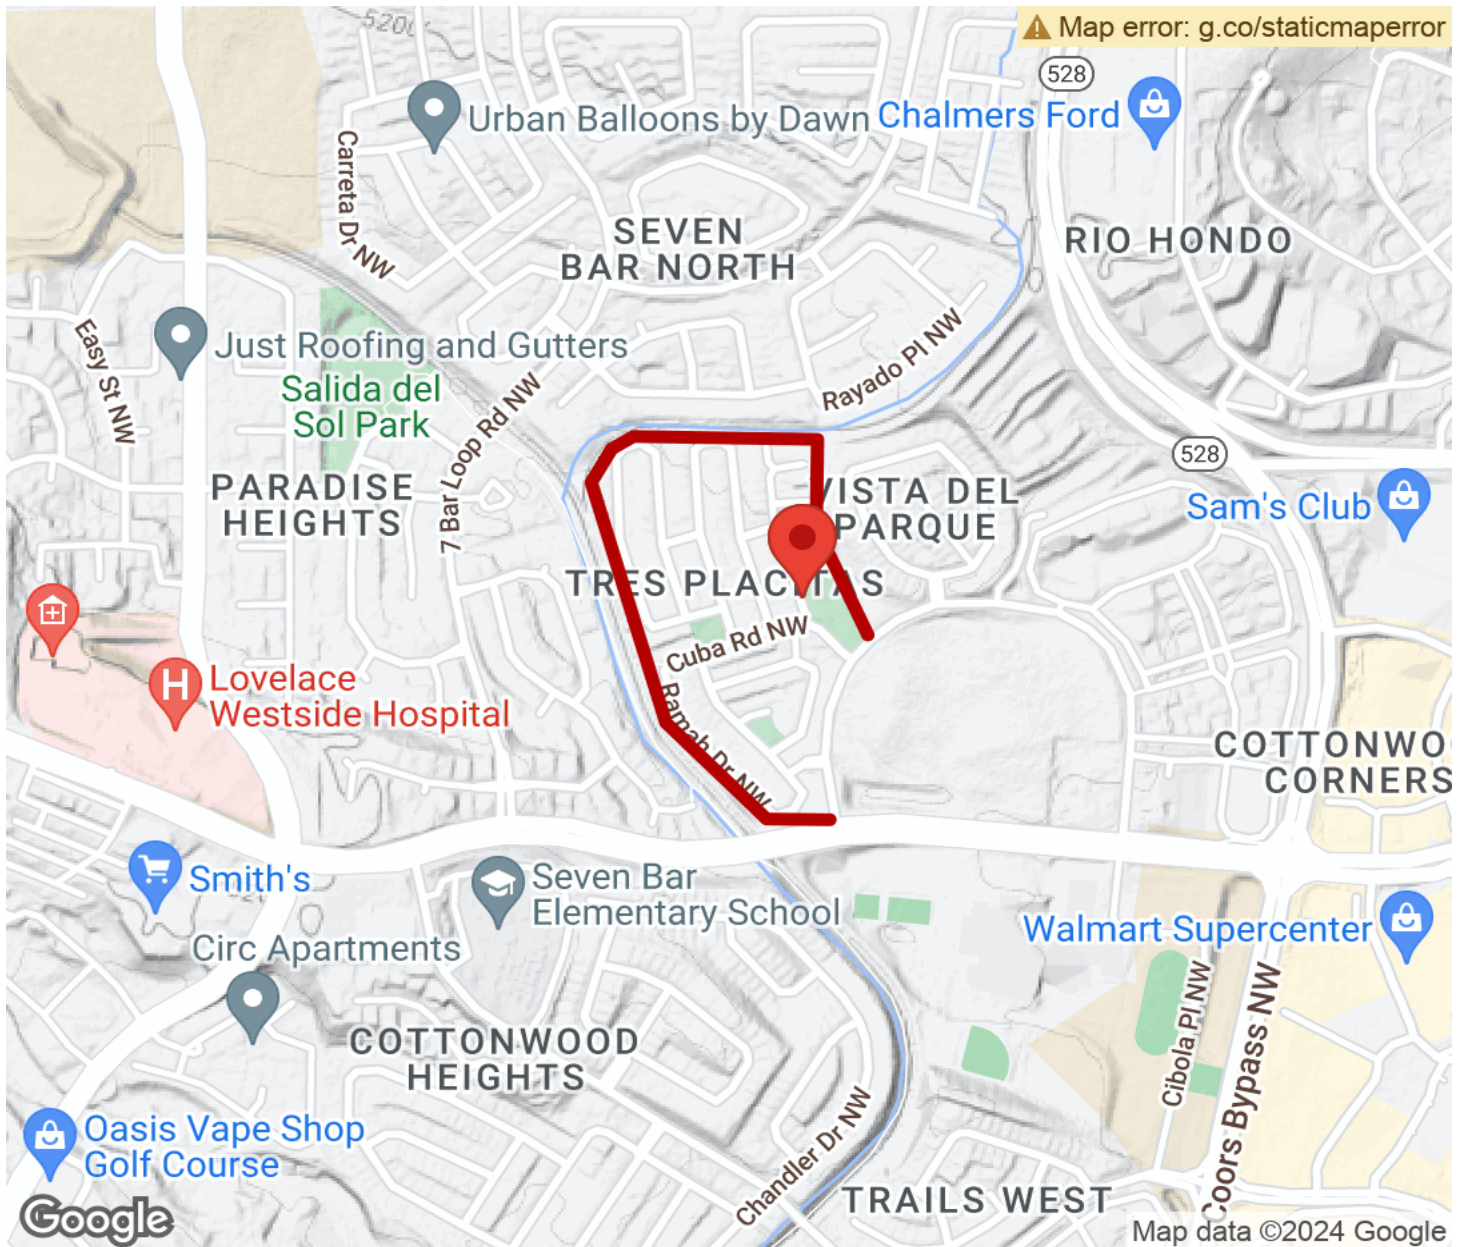 5200
Map error: g.co/staticmaperror
528
Urban Balloons by Dawn
Chalmers Ford
Carreta Dr NW
SEVEN
BAR NORTH
RIO HONDO
Easy St NW
Just Roofing and Gutters
Salida del
Sol Park
Rayado Pl NW
7 Bar Loop Rd NW
528
PARADISE
HEIGHTS
VISTA DEL
PARQUE
Sam's Club
TRES PLACITAS
Cuba Rd NW
Lovelace
Westside Hospital
Ramah Dr NW
COTTONWO
CORNERS
Smith's
Seven Bar
Elementary School
Walmart Supercenter
Circ Apartments
Cibola Pl NW
Coors Bypass NW
COTTONWOOD
HEIGHTS
Oasis Vape Shop
Golf Course
Chandler Dr NW
TRAILS WEST
Google
Map data ©2024 Google